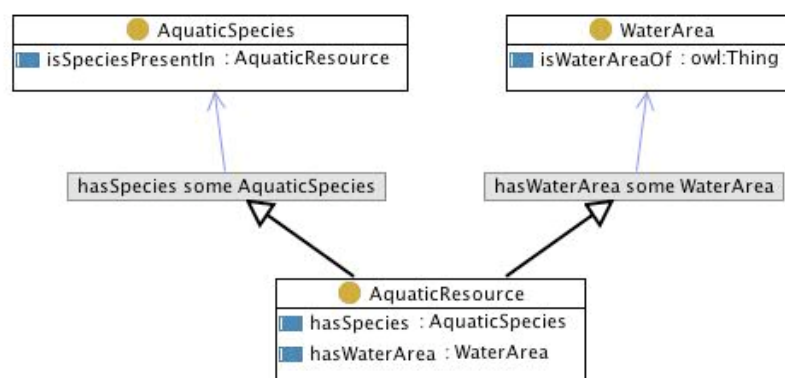 AquaticSpecies
isSpeciesPresentIn : AquaticResource
WaterArea
isWaterAreaOf : owl:Thing
hasSpecies some AquaticSpecies
hasWaterArea some WaterArea
AquaticResource
hasSpecies : AquaticSpecies
hasWaterArea : WaterArea